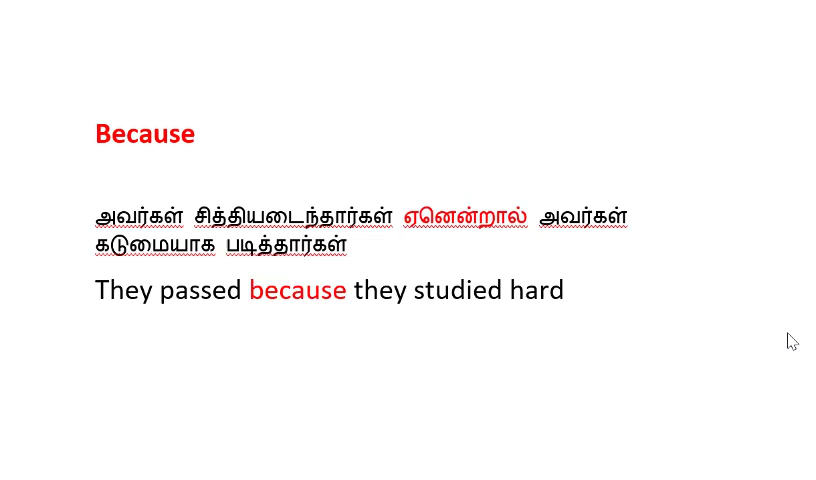 Because
அவர்கள் சித்தியடைந்தார்கள் ஏனென்றால் அவர்கள்
கடுமையாக படித்தார்கள்
They passed because they studied hard